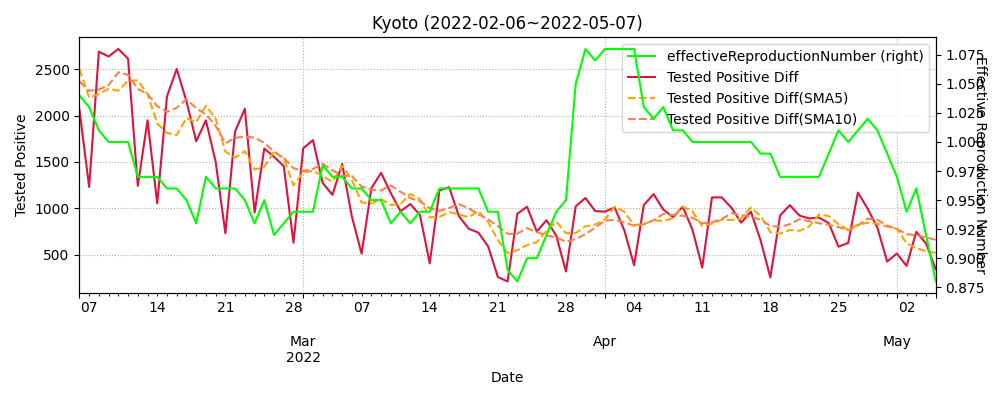 Kyoto (2022-02-06~2022-05-07)
effectiveReproductionNumber (right)
Tested Positive Diff
Tested Positive Diff(SMA5)
Tested Positive Diff(SMA10)
Tested Positive
2500
2000
1500
1000
500
1.075
1.050
1.025
1.000
0.975
0.950
0.925
0.900
0.875
Effective Reproduction Number
07 14 21 28 07 14 21 28 04 11 18 25 02
Mar Apr May
2022
Date